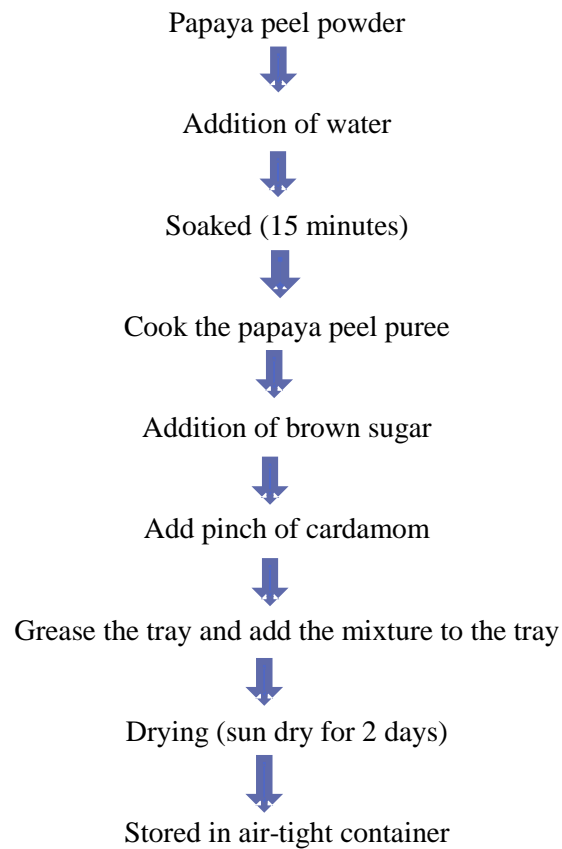 Papaya peel powder
Addition of water
Soaked (15 minutes)
Cook the papaya peel puree
Addition of brown sugar
Add pinch of cardamom
Grease the tray and add the mixture to the tray
Drying (sun dry for 2 days)
Stored in air-tight container